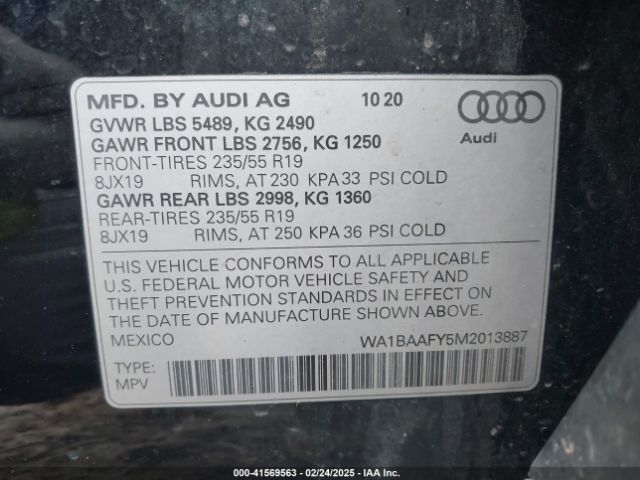 MFD. BY AUDI AG 10 20
Audi
GVWR LBS 5489, KG 2490
GAWR FRONT LBS 2756, KG 1250
FRONT-TIRES 235/55 R19
8JX19 RIMS, AT 230 KPA 33 PSI COLD
GAWR REAR LBS 2998, KG 1360
REAR-TIRES 235/55 R19
8JX19 RIMS, AT 250 KPA 36 PSI COLD
THIS VEHICLE CONFORMS TO ALL APPLICABLE
U.S. FEDERAL MOTOR VEHICLE SAFETY AND
THEFT PREVENTION STANDARDS IN EFFECT ON
THE DATE OF MANUFACTURE SHOWN ABOVE.
MEXICO WA1BAAFY5M2013887
TYPE:
MPV
000-41569563 - 02/24/2025 - IAA Inc.